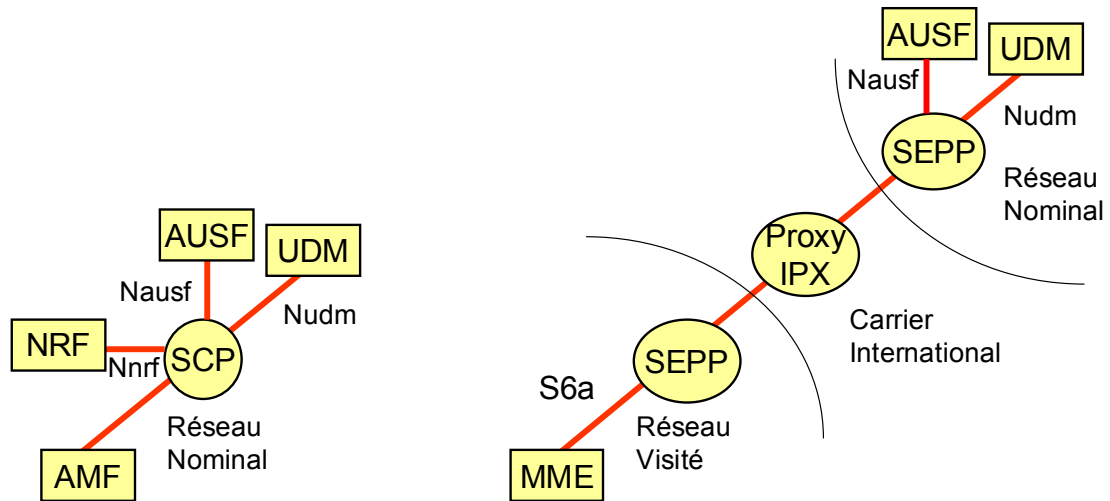 AUSF
UDM
Nausf
Nudm
NRF
Nnrf
SCP
Réseau
Nominal
AMF
AUSF
UDM
Nausf
Nudm
SEPP
Réseau
Nominal
Proxy
IPX
Carrier
International
SEPP
S6a
Réseau
Visité
MME